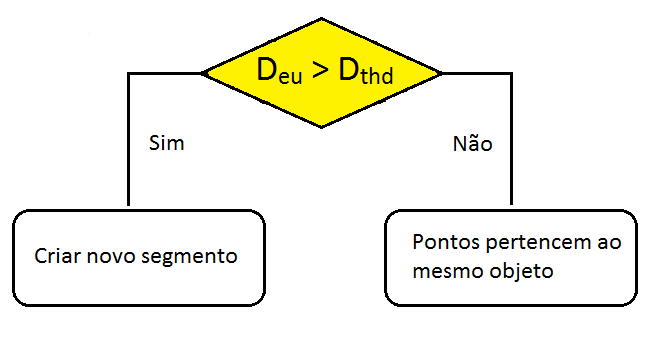 Deu > Dthd
Sim
Não
Criar novo segmento
Pontos pertencem ao
mesmo objeto